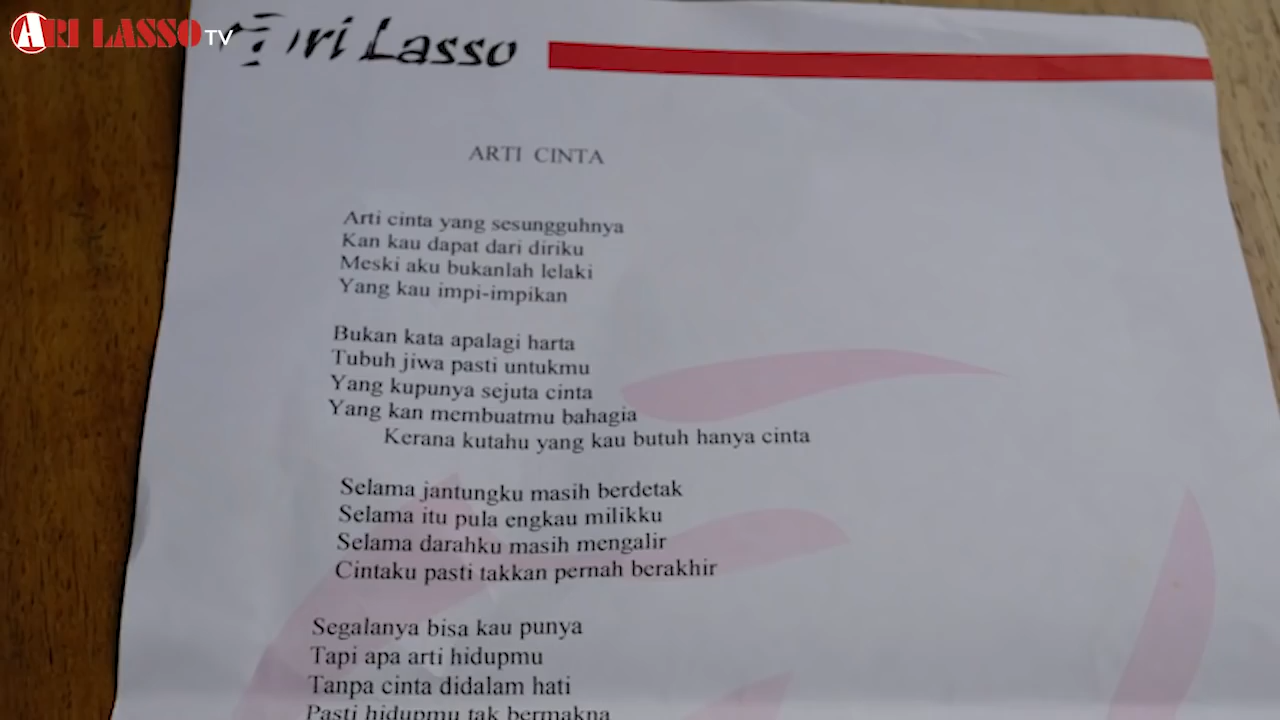 ARI LASSO TV
Ari Lasso
ARTI CINTA
Arti cinta yang sesungguhnya
Kan kau dapat dari diriku
Meski aku bukanlah lelaki
Yang kau impi-impikan
Bukan kata apalagi harta
Tubuh jiwa pasti untukmu
Yang kupunya sejuta cinta
Yang kan membuatmu bahagia
Kerana kutahu yang kau butuh hanya cinta
Selama jantungku masih berdetak
Selama itu pula engkau milikku
Selama darahku masih mengalir
Cintaku pasti takkan pernah berakhir
Segalanya bisa kau punya
Tapi apa arti hidupmu
Tanpa cinta didalam hati
Pasti hidupmu tak bermakna